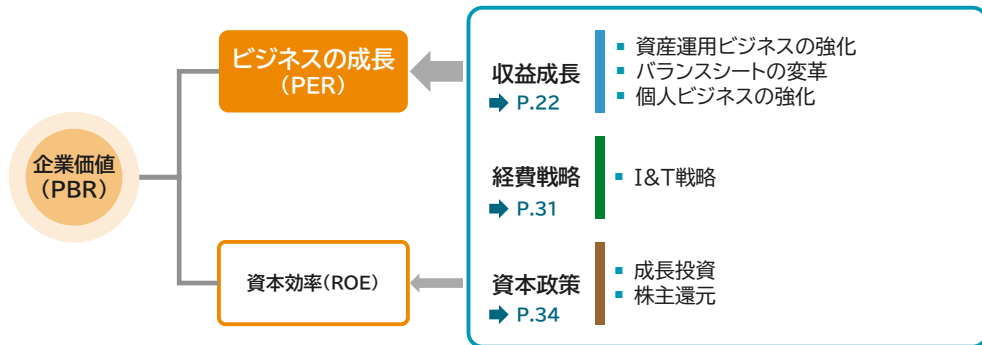 企業価値
(PBR)
ビジネスの成長
(PER)
資本効率(ROE)
収益成長
P.22
資産運用ビジネスの強化
バランスシートの変革
個人ビジネスの強化
経費戦略
P.31
I&T戦略
資本政策
P.34
成長投資
株主還元